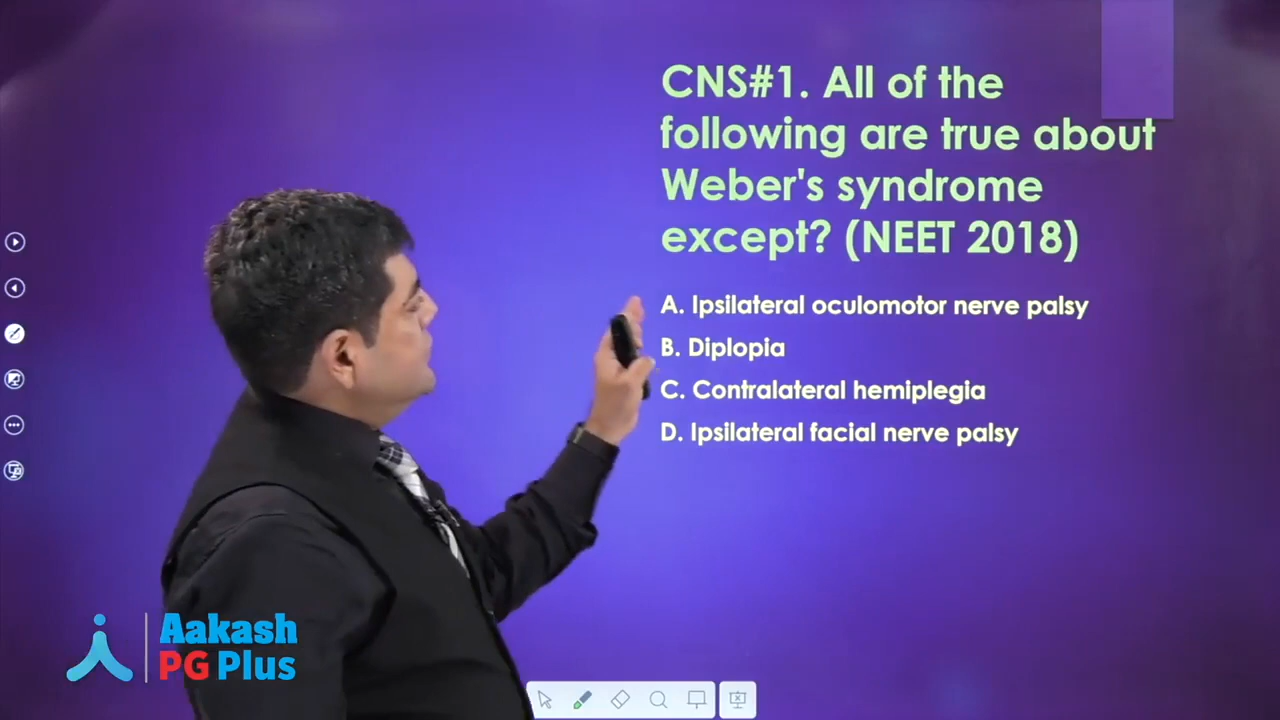 CNS#1. All of the
following are true about
Weber's syndrome
except? (NEET 2018)
A. Ipsilateral oculomotor nerve palsy
B. Diplopia
C. Contralateral hemiplegia
D. Ipsilateral facial nerve palsy
Aakash
PG Plus